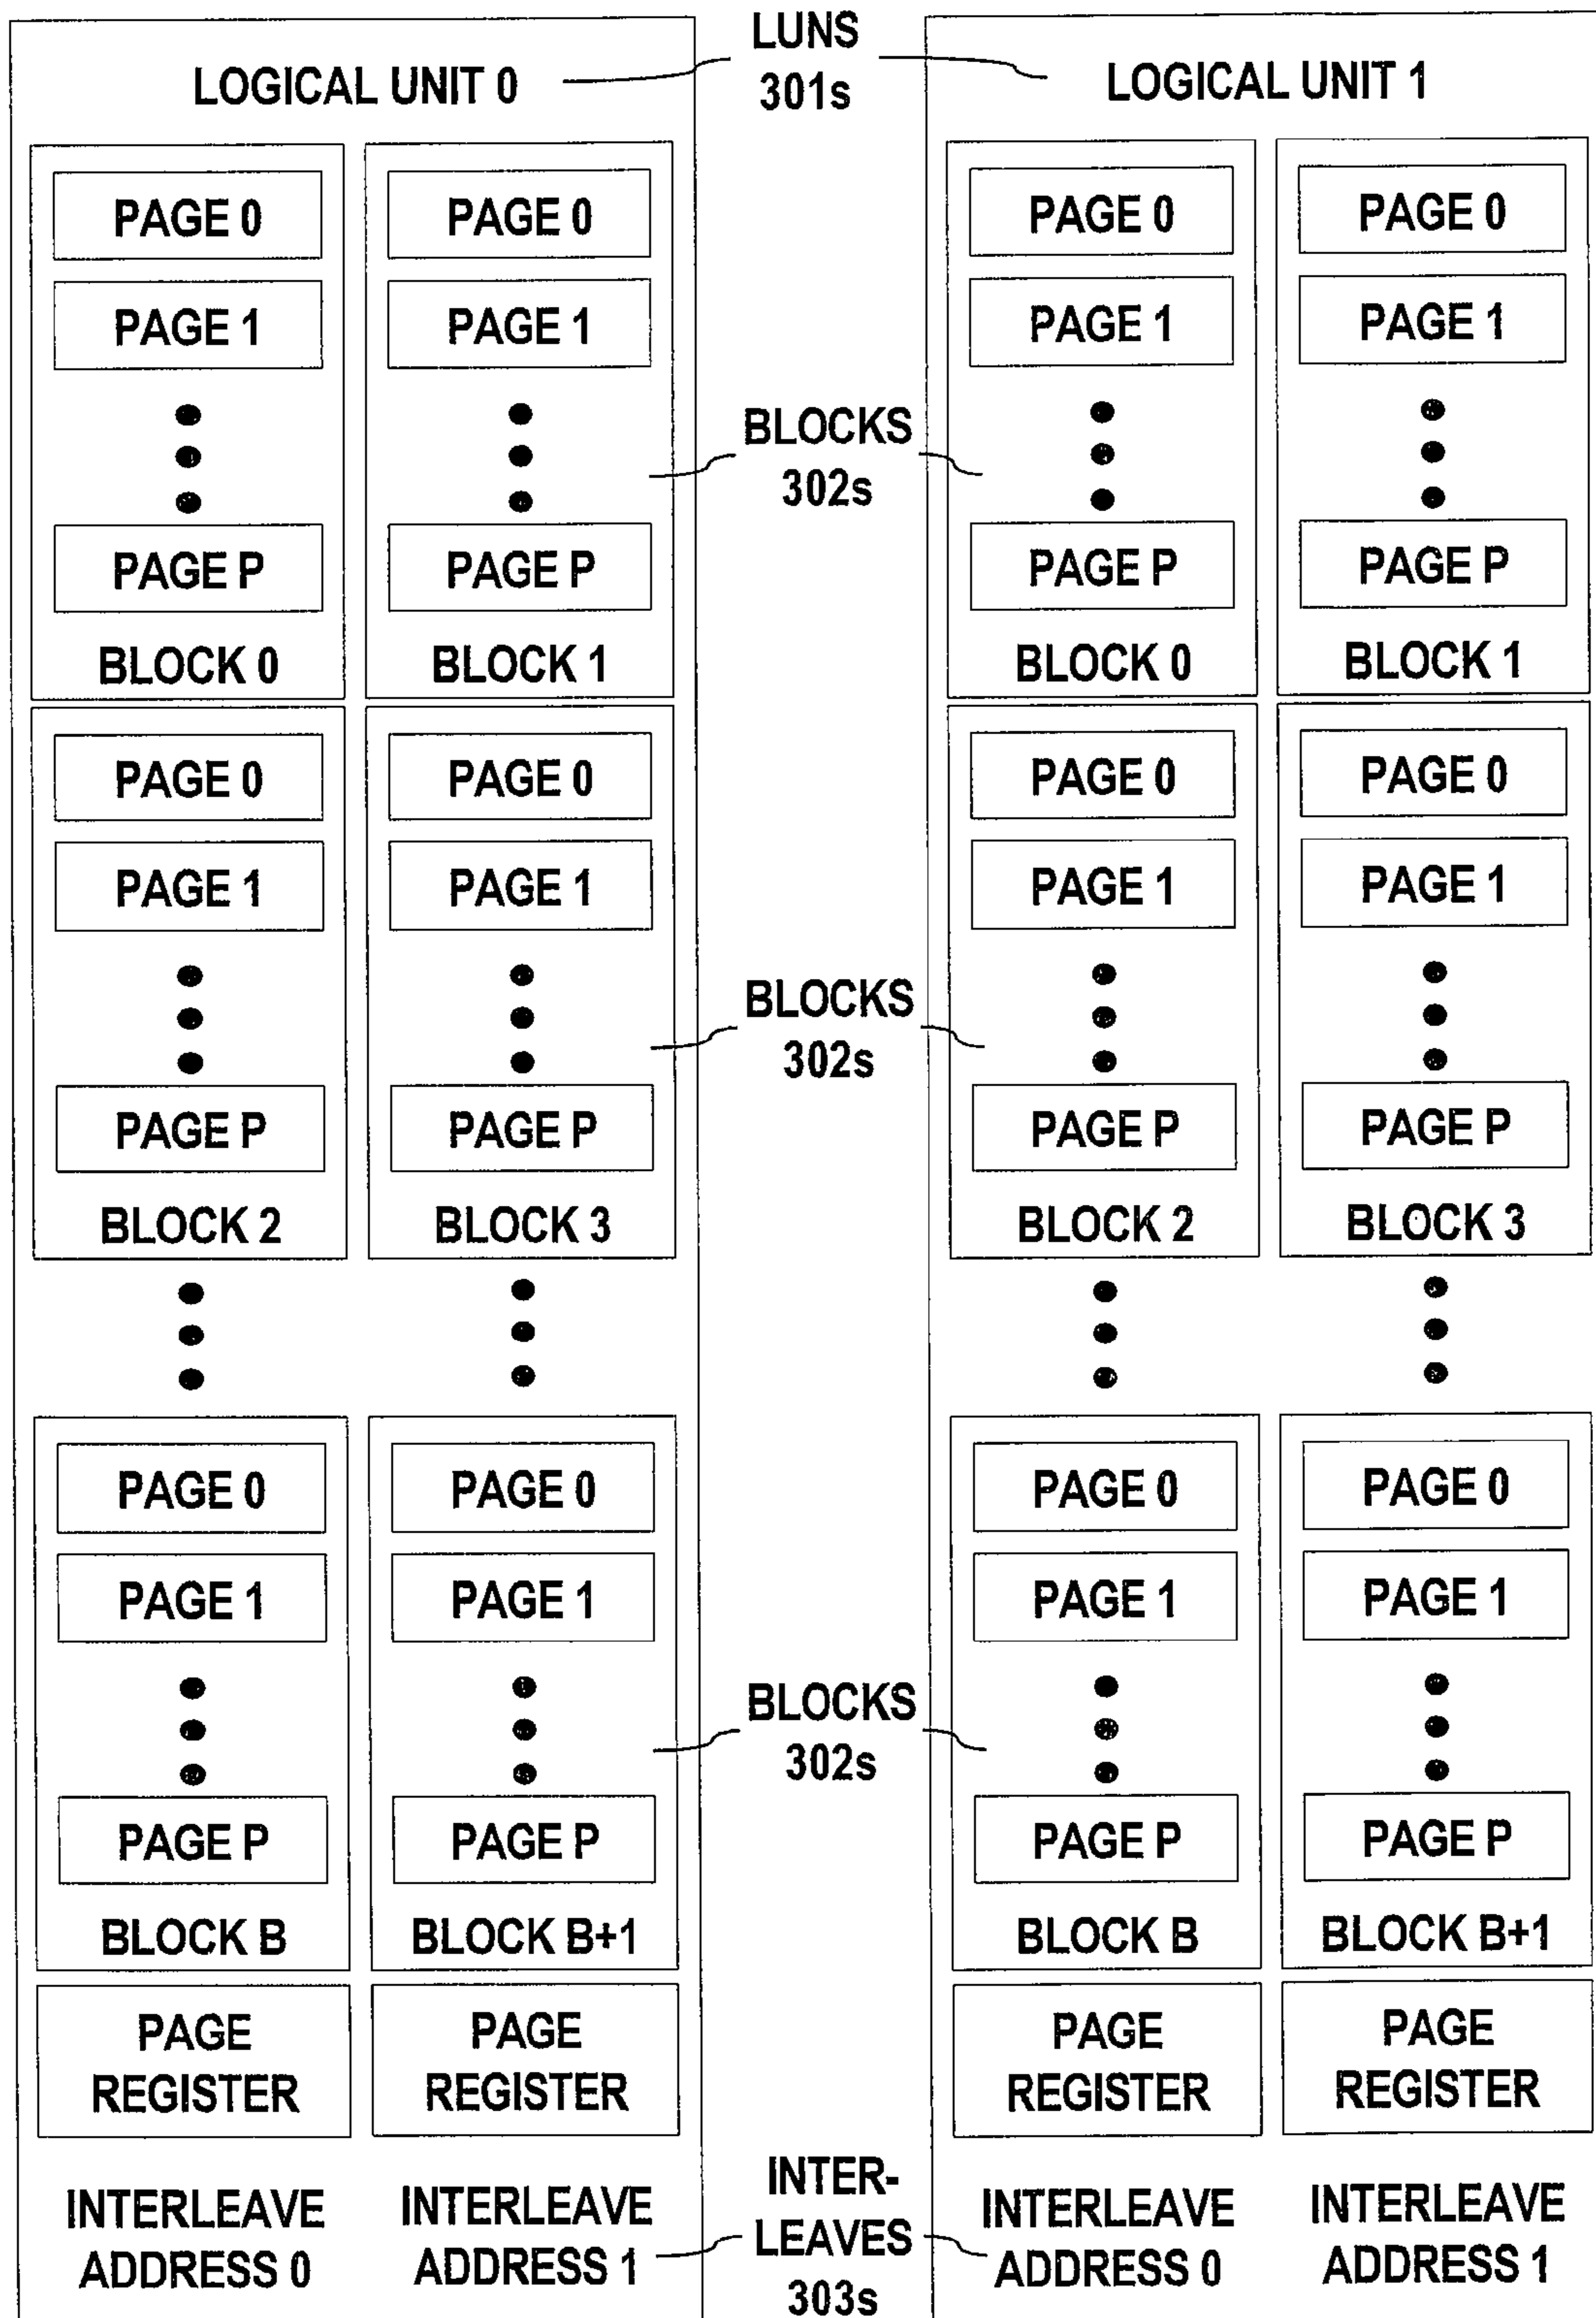 LUNS
301s
LOGICAL UNIT 0
LOGICAL UNIT 1
PAGE 0
PAGE 0
PAGE 0
PAGE 0
PAGE 1
PAGE 1
PAGE 1
PAGE 1
BLOCKS
302s
PAGE P
PAGE P
PAGE P
PAGE P
BLOCK 0
BLOCK 1
BLOCK 0
BLOCK 1
PAGE 0
PAGE 0
PAGE 0
PAGE 0
PAGE 1
PAGE 1
PAGE 1
PAGE 1
BLOCKS
302s
PAGE P
PAGE P
PAGE P
PAGE P
BLOCK 2
BLOCK 3
BLOCK 2
BLOCK 3
PAGE 0
PAGE 0
PAGE 0
PAGE 0
PAGE 1
PAGE 1
PAGE 1
PAGE 1
BLOCKS
302s
PAGE P
PAGE P
PAGE P
PAGE P
BLOCK B
BLOCK B+1
BLOCK B
BLOCK B+1
PAGE
REGISTER
PAGE
REGISTER
PAGE
REGISTER
PAGE
REGISTER
INTERLEAVE
ADDRESS 0
INTERLEAVE
ADDRESS 1
INTER-
LEAVES
303s
INTERLEAVE
ADDRESS 0
INTERLEAVE
ADDRESS 1